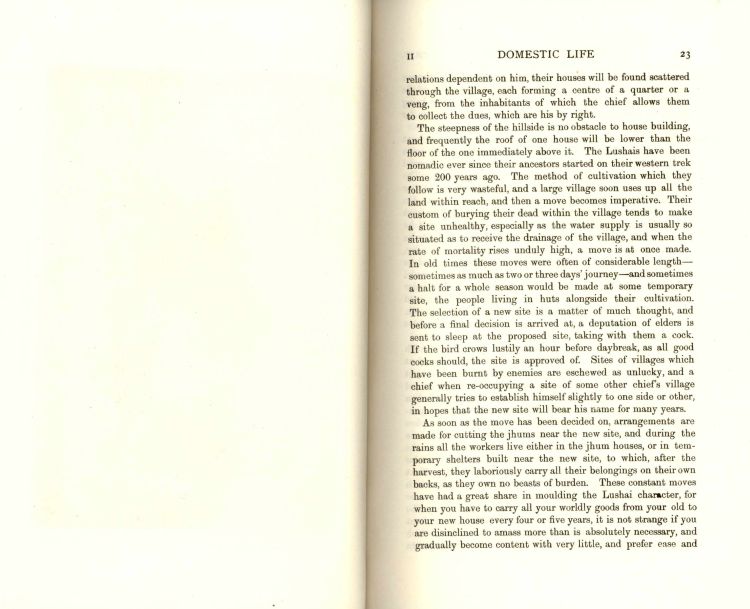 II DOMESTIC LIFE 23
relations dependent on him, their houses will be found scattered
through the village, each forming a centre of a quarter or a
veng, from the inhabitants of which the chief allows them
to collect the dues, which are his by right.
The steepness of the hillside is no obstacle to house building,
and frequently the roof of one house will be lower than the
floor of the one immediately above it. The Lushais have been
nomadic ever since their ancestors started on their western trek
some 200 years ago. The method of cultivation which they
follow is very wasteful, and a large village soon uses up all the
land within reach, and then a move becomes imperative. Their
custom of burying their dead within the village tends to make
a site unhealthy, especially as the water supply is usually so
situated as to receive the drainage of the village, and when the
rate of mortality rises unduly high, a move is at once made.
In old times these moves were often of considerable length—
sometimes as much as two or three days' journey—and sometimes
a halt for a whole season would be made at some temporary
site, the people living in huts alongside their cultivation.
The selection of a new site is a matter of much thought, and
before a final decision is arrived at, a deputation of elders is
sent to sleep at the proposed site, taking with them a cock.
If the bird crows lustily an hour before daybreak, as all good
cocks should, the site is approved of. Sites of villages which
have been burnt by enemies are eschewed as unlucky, and a
chief when re-occupying a site of some other chief's village
generally tries to establish himself slightly to one side or other,
in hopes that the new site will bear his name for many years.
As soon as the move has been decided on, arrangements are
made for cutting the jhums near the new site, and during the
rains all the workers live either in the jhum houses, or in tem-
porary shelters built near the new site, to which, after the
harvest, they laboriously carry all their belongings on their own
backs, as they own no beasts of burden. These constant moves
have had a great share in moulding the Lushai character, for
when you have to carry all your worldly goods from your old to
your new house every four or five years, it is not strange if you
are disinclined to amass more than is absolutely necessary, and
gradually become content with very little, and prefer ease and